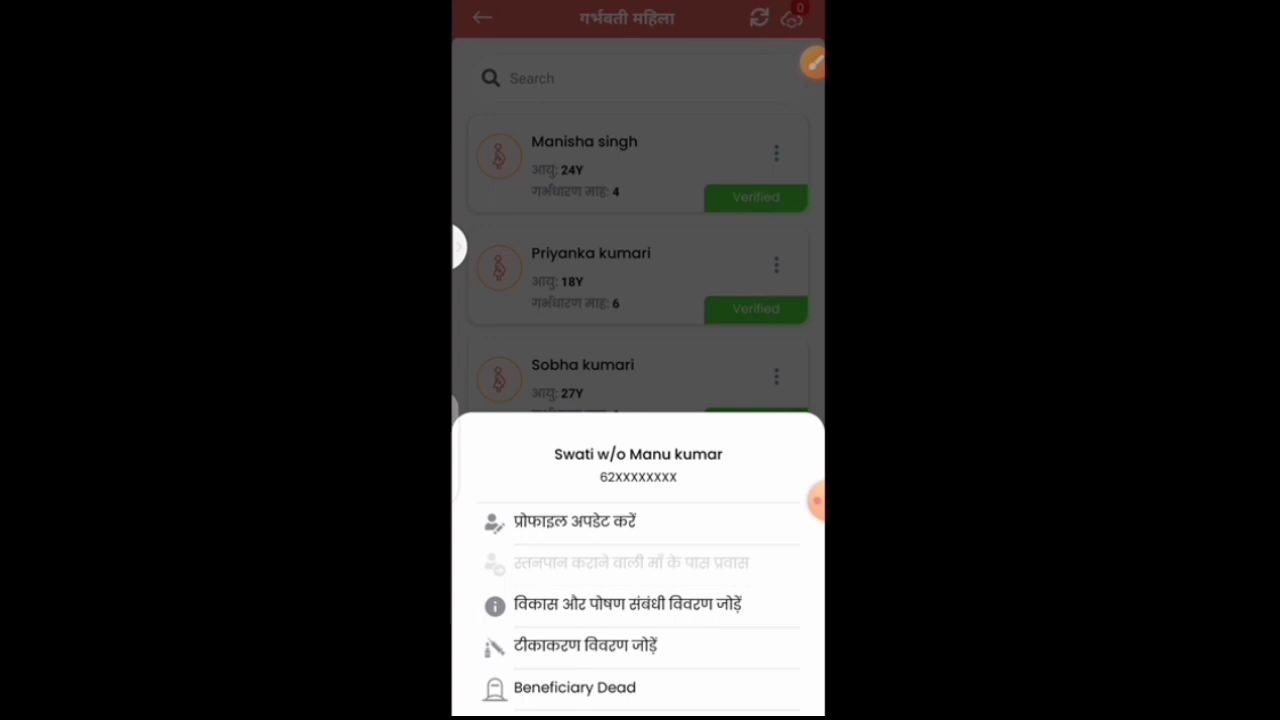 गर्भवती महिला
0
Search
Manisha singh
आयु: 24Y
गर्भधारण माह: 4
Verified
Priyanka kumari
आयु: 18Y
गर्भधारण माह: 6
Verified
Sobha kumari
आयु: 27Y
Swati w/o Manu kumar
62XXXXXXXX
प्रोफाइल अपडेट करें
स्तनपान कराने वाली माँ के पास प्रवास
विकास और पोषण संबंधी विवरण जोड़ें
टीकाकरण विवरण जोड़ें
Beneficiary Dead